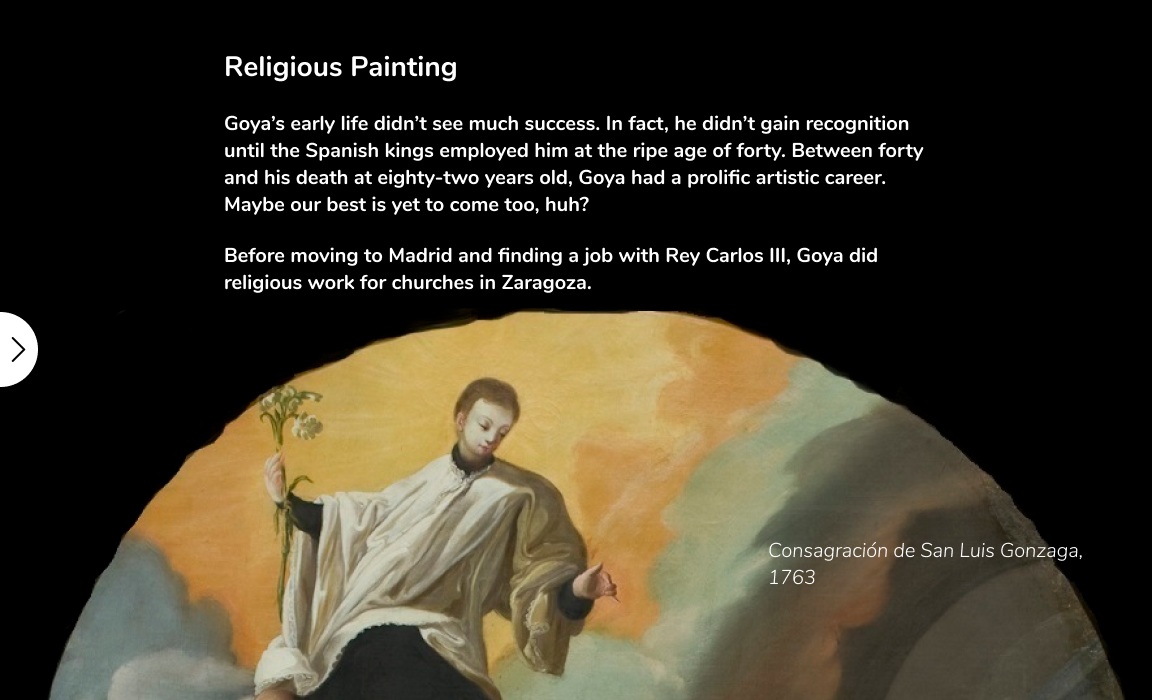 Religious Painting
Goya’s early life didn’t see much success. In fact, he didn’t gain recognition
until the Spanish kings employed him at the ripe age of forty. Between forty
and his death at eighty-two years old, Goya had a prolific artistic career.
Maybe our best is yet to come too, huh?
Before moving to Madrid and finding a job with Rey Carlos III, Goya did
religious work for churches in Zaragoza.
Consagración de San Luis Gonzaga,
1763